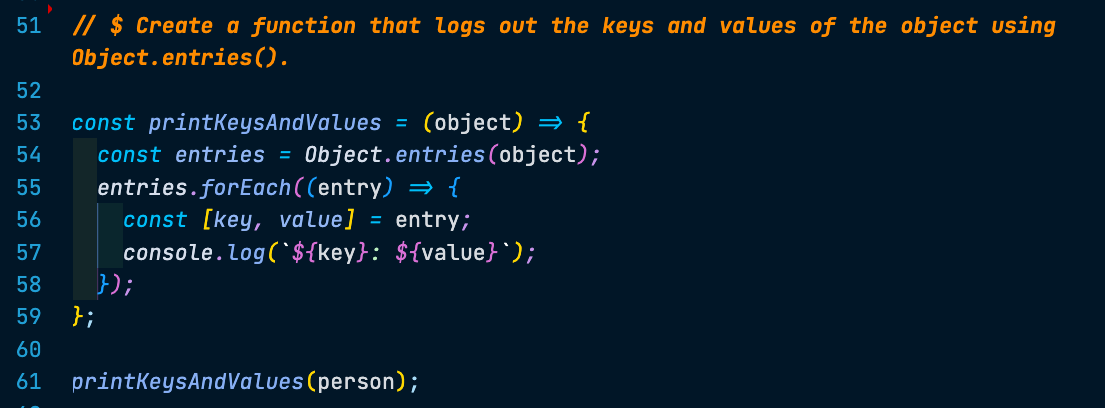 51 // $ Create a function that logs out the keys and values of the object using
Object.entries().
52
53 const printKeysAndValues = (object) => {
54   const entries = Object.entries(object);
55   entries.forEach((entry) => {
56     const [key, value] = entry;
57     console.log(`${key}: ${value}`);
58   });
59 };
60
61 printKeysAndValues(person);